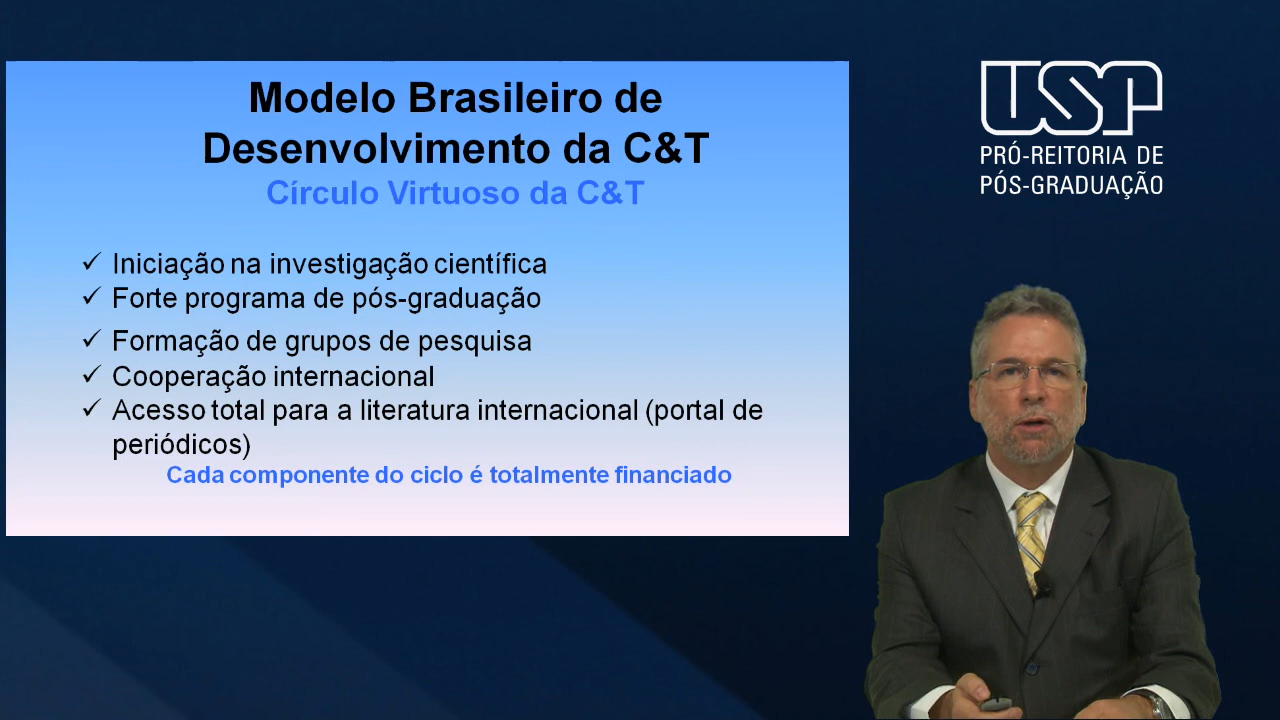 Modelo Brasileiro de
Desenvolvimento da C&T
Círculo Virtuoso da C&T
✓ Iniciação na investigação científica
✓ Forte programa de pós-graduação
✓ Formação de grupos de pesquisa
✓ Cooperação internacional
✓ Acesso total para a literatura internacional (portal de
periódicos)
Cada componente do ciclo é totalmente financiado
USP
PRÓ-REITORIA DE
PÓS-GRADUAÇÃO